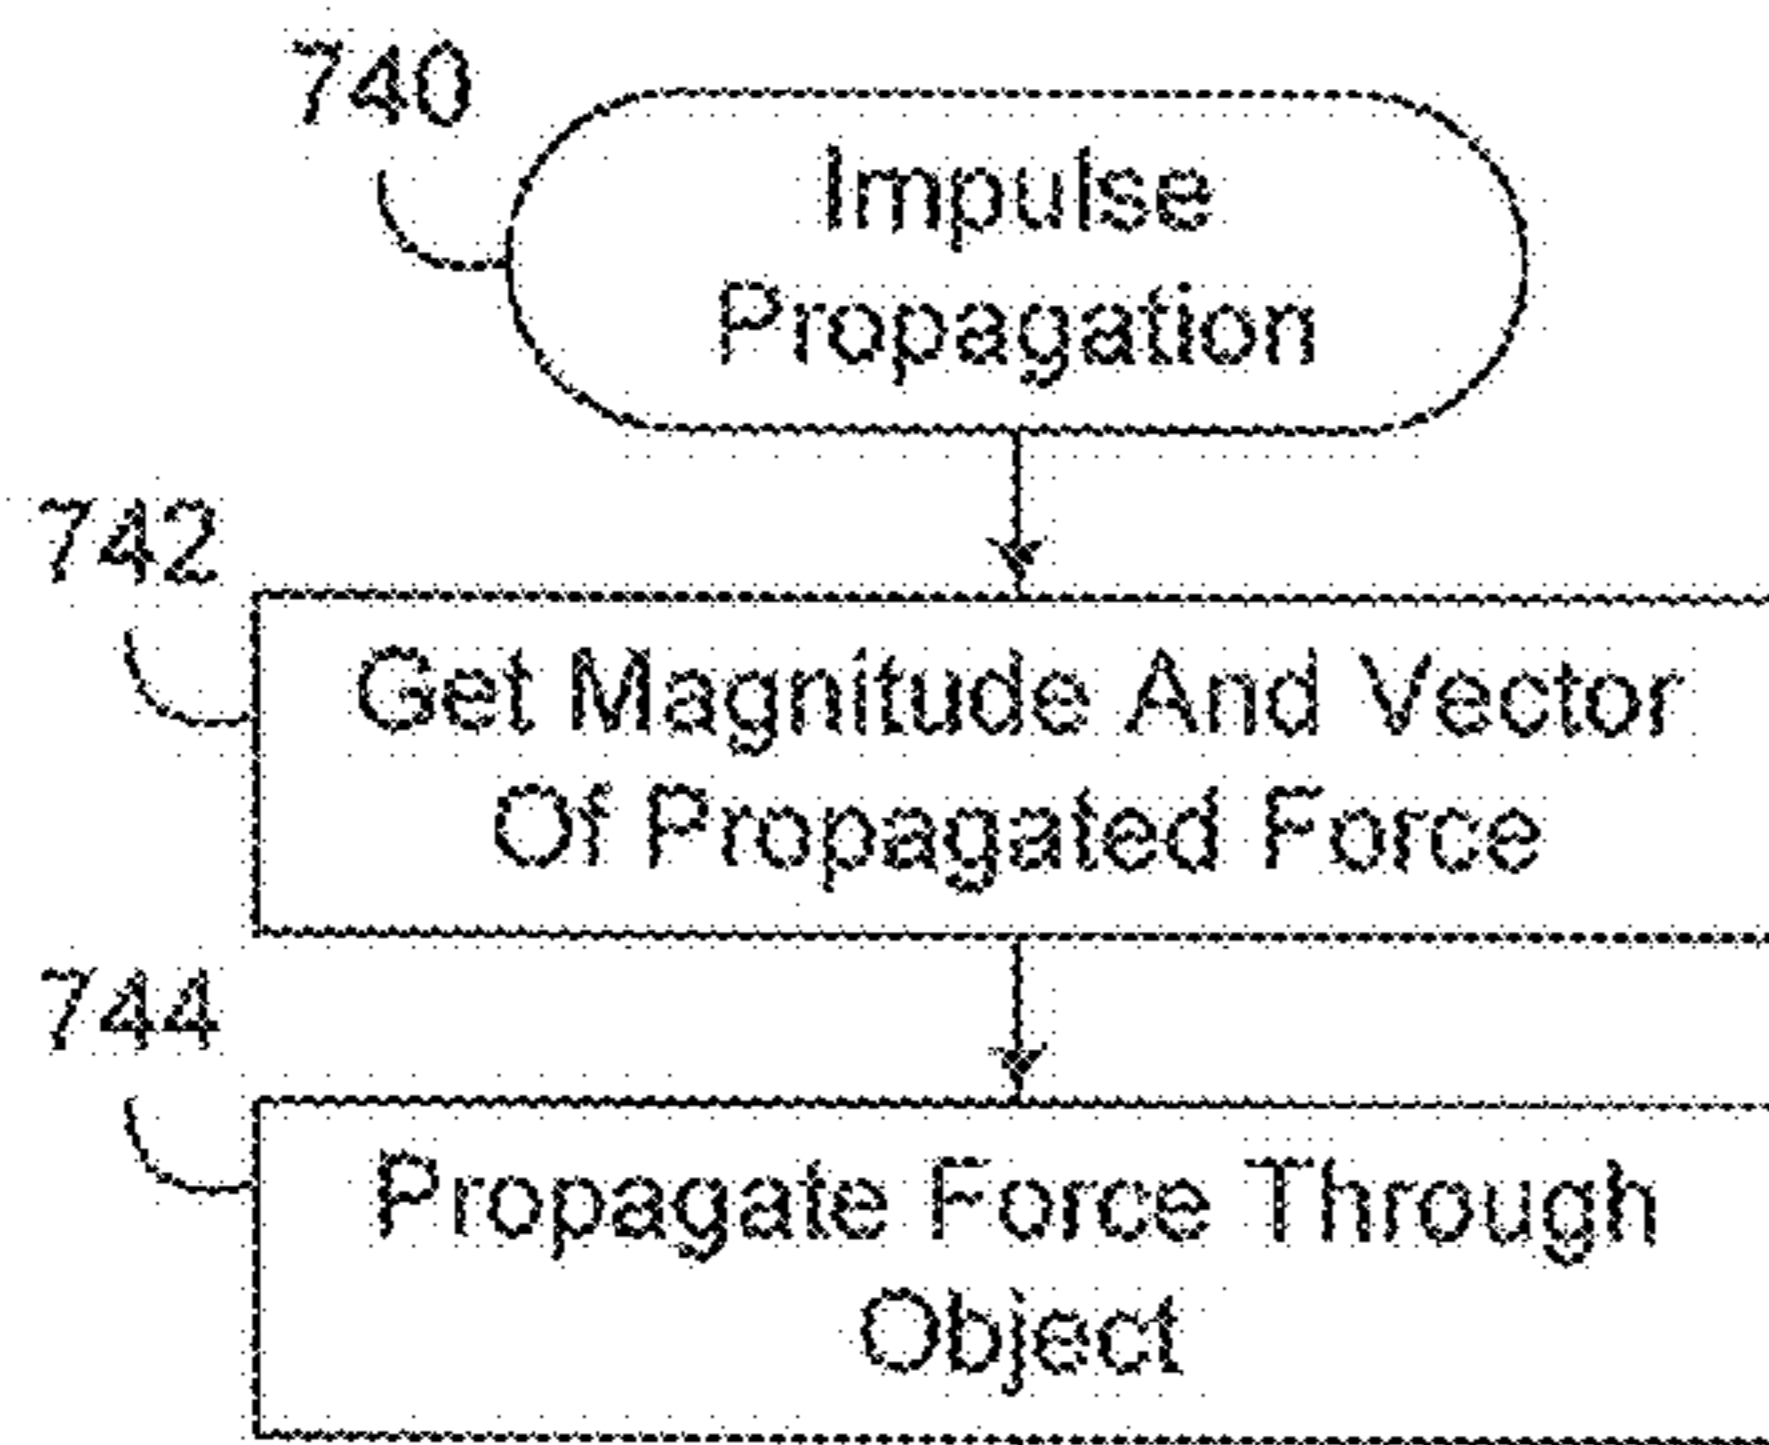 740
Impulse
Propagation
742
Get Magnitude And Vector
Of Propagated Force
744
Propagate Force Through
Object